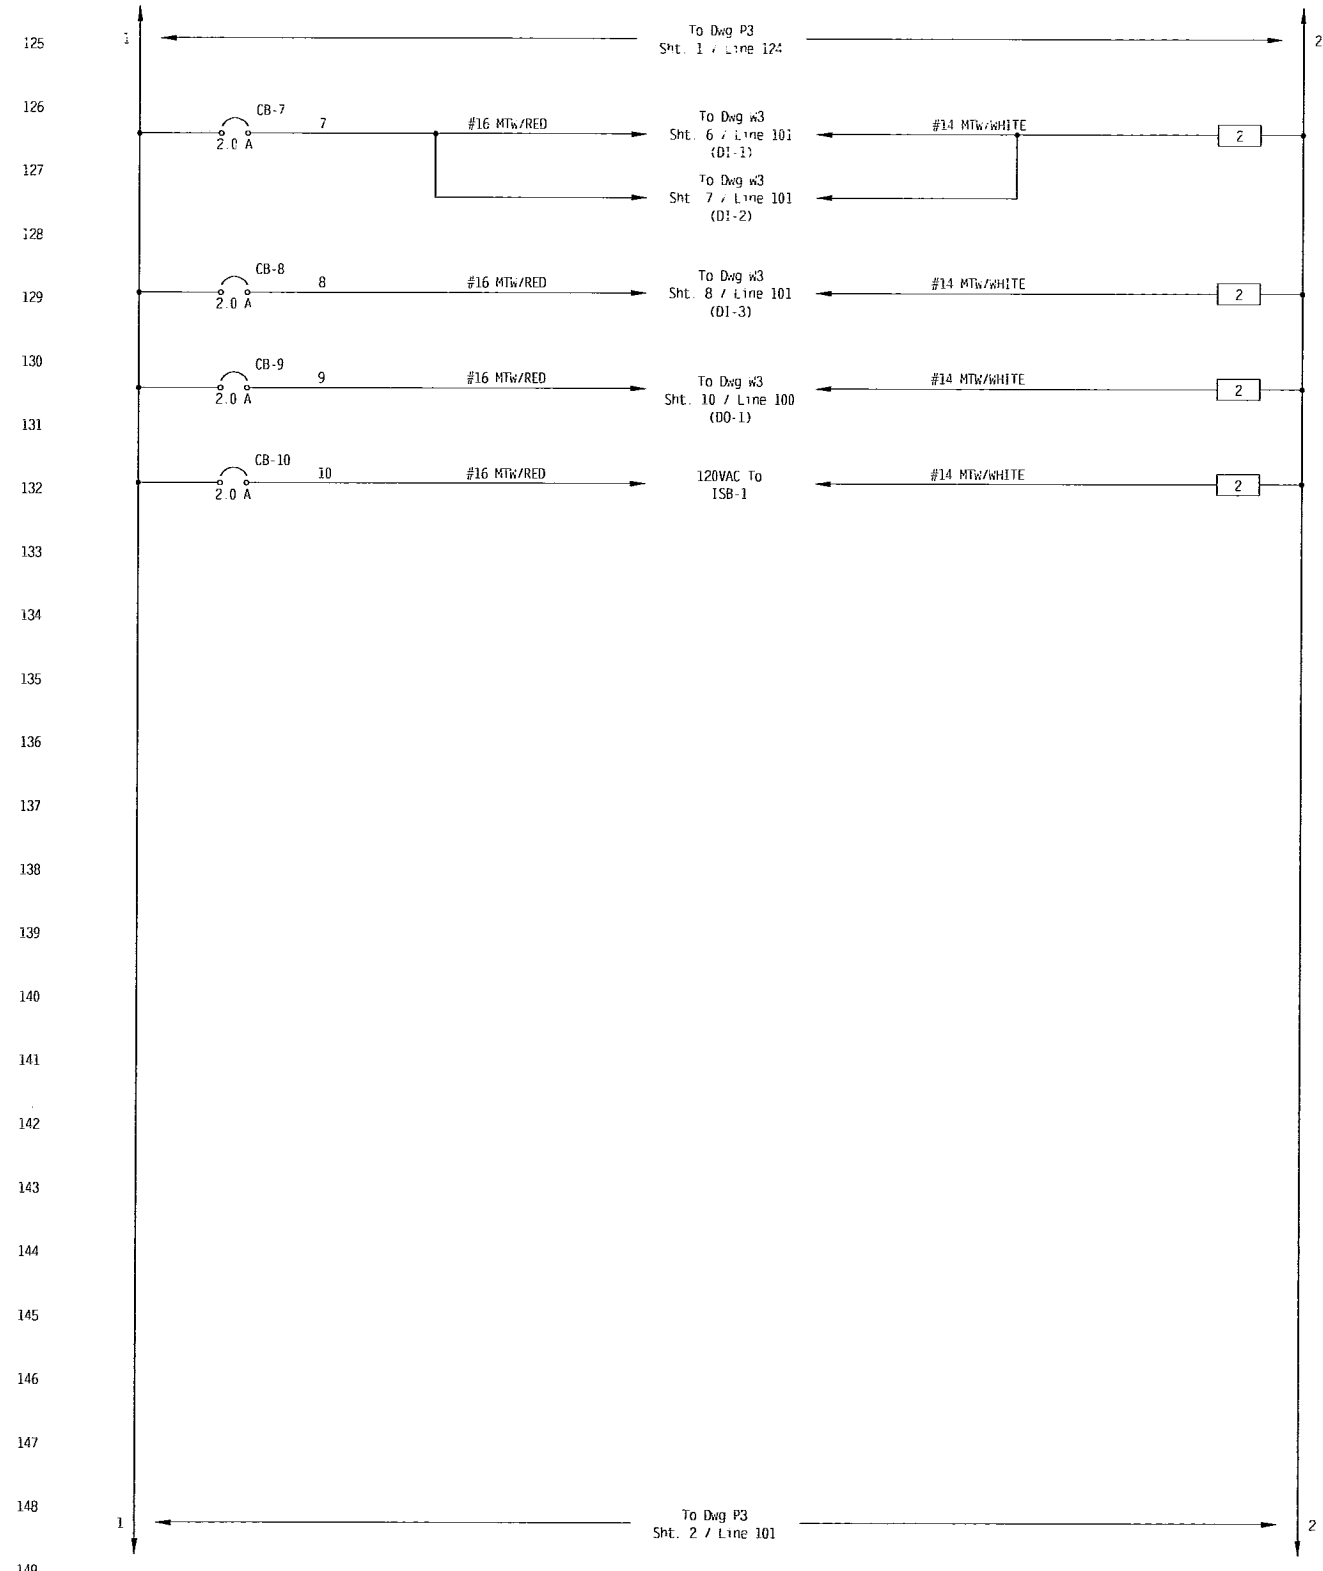 125
1
To Dwg P3
Sht. 1 / Line 124
2
126
CB-7
7
2.0 A
#16 MTW/RED
To Dwg W3
Sht. 6 / Line 101
(DI-1)
#14 MTW/WHITE
2
127
To Dwg W3
Sht 7 / Line 101
(DI-2)
128
CB-8
8
2.0 A
#16 MTW/RED
To Dwg W3
Sht. 8 / Line 101
(DI-3)
#14 MTW/WHITE
2
129
130
CB-9
9
2.0 A
#16 MTW/RED
To Dwg W3
Sht. 10 / Line 100
(DO-1)
#14 MTW/WHITE
2
131
CB-10
10
2.0 A
#16 MTW/RED
120VAC To
ISB-1
#14 MTW/WHITE
2
132
133
134
135
136
137
138
139
140
141
142
143
144
145
146
147
148
1
To Dwg P3
Sht. 2 / Line 101
2
149